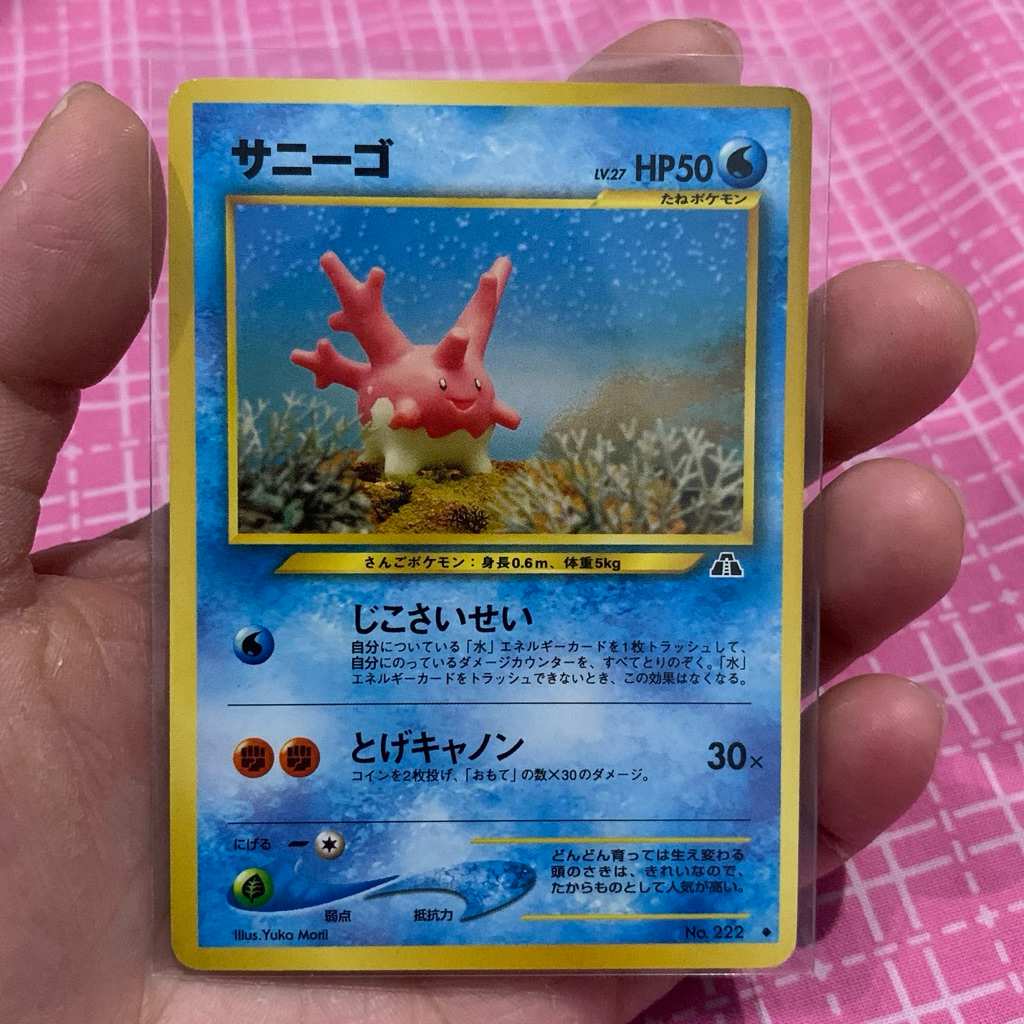 サニーゴ
LV.27 HP50
たねポケモン
さんごポケモン：身長0.6m、体重5kg
じこさいせい
自分についている「水」エネルギーカードを1枚トラッシュして、
自分にのっているダメージカウンターを、すべてとりのぞく。「水」
エネルギーカードをトラッシュできないとき、この効果はなくなる。
とげキャノン 30×
コインを2枚投げ、「おもて」の数×30のダメージ。
にげる
どんどん育っては生え変わる
頭のさきは、きれいなので、
たからものとして人気が高い。
弱点 抵抗力
Illus.Yuka Morii No. 222